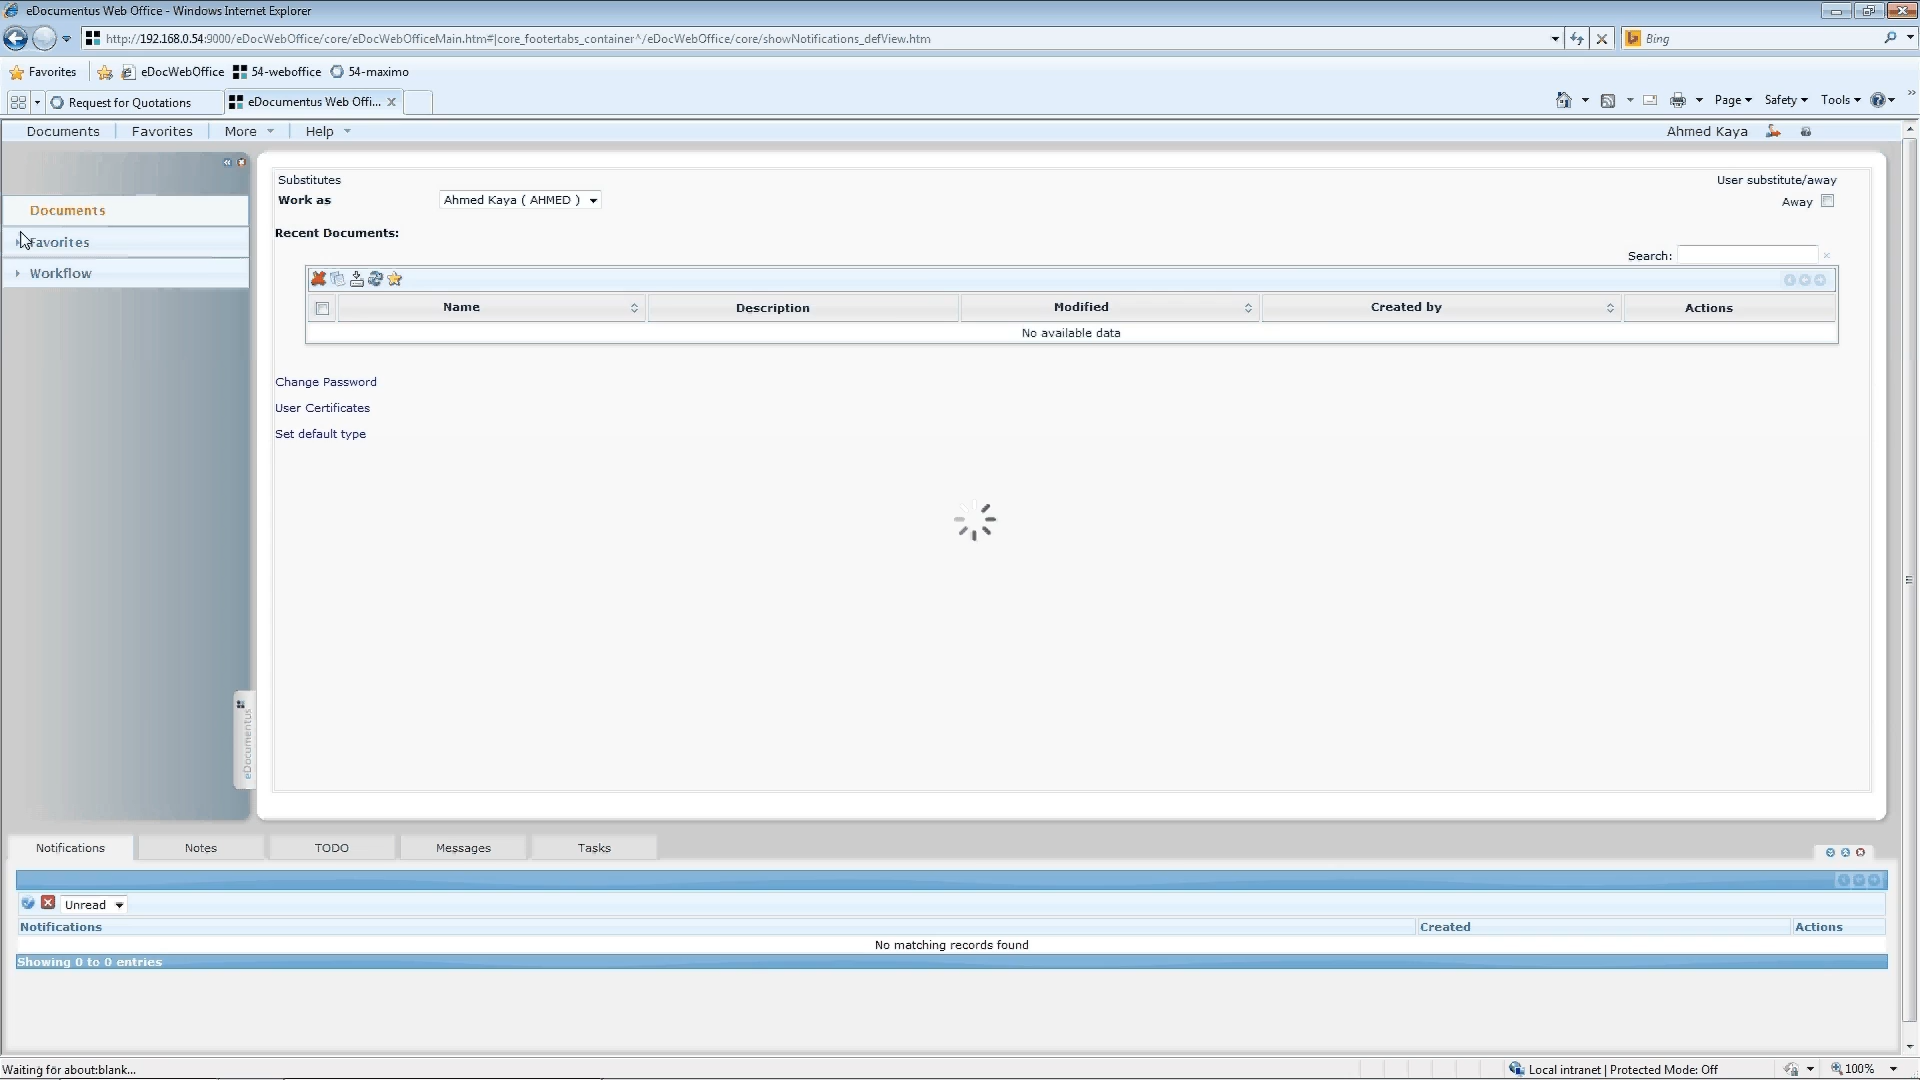 eDocumentus Web Office - Windows Internet Explorer
http://192.168.0.54:9000/eDocWebOffice/core/eDocWebOfficeMain.htm#|core_footertabs_container^/eDocWebOffice/core/showNotifications_defView.htm
Bing
Favorites eDocWebOffice 54-weboffice 54-maximo
Request for Quotations eDocumentus Web Offi...
Page Safety Tools
Documents Favorites More Help Ahmed Kaya
Documents
Favorites
Workflow
eDocumentus
Substitutes User substitute/away
Work as Ahmed Kaya ( AHMED ) Away
Recent Documents:
Search:
Name Description Modified Created by Actions
No available data
Change Password
User Certificates
Set default type
Notifications Notes TODO Messages Tasks
Unread
Notifications Created Actions
No matching records found
Showing 0 to 0 entries
Waiting for about:blank... Local intranet | Protected Mode: Off 100%